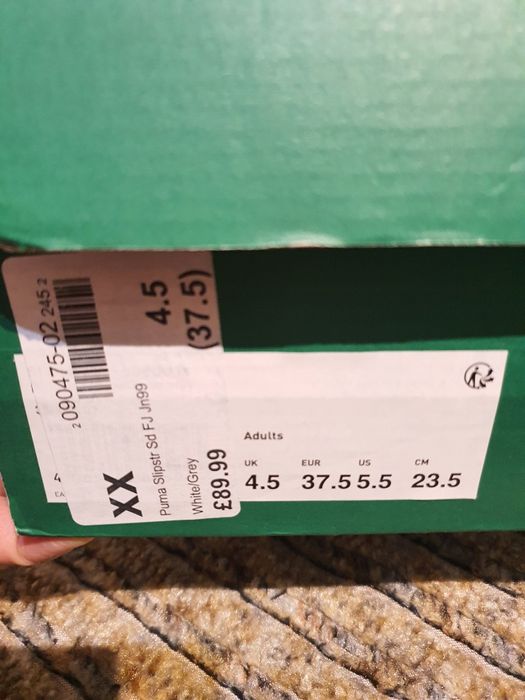 2 090475-02 245 2
4.5
(37.5)
XX
Puma Slipstr Sd FJ Jn99
White/Grey
£89.99
Adults
UK EUR US CM
4.5 37.5 5.5 23.5